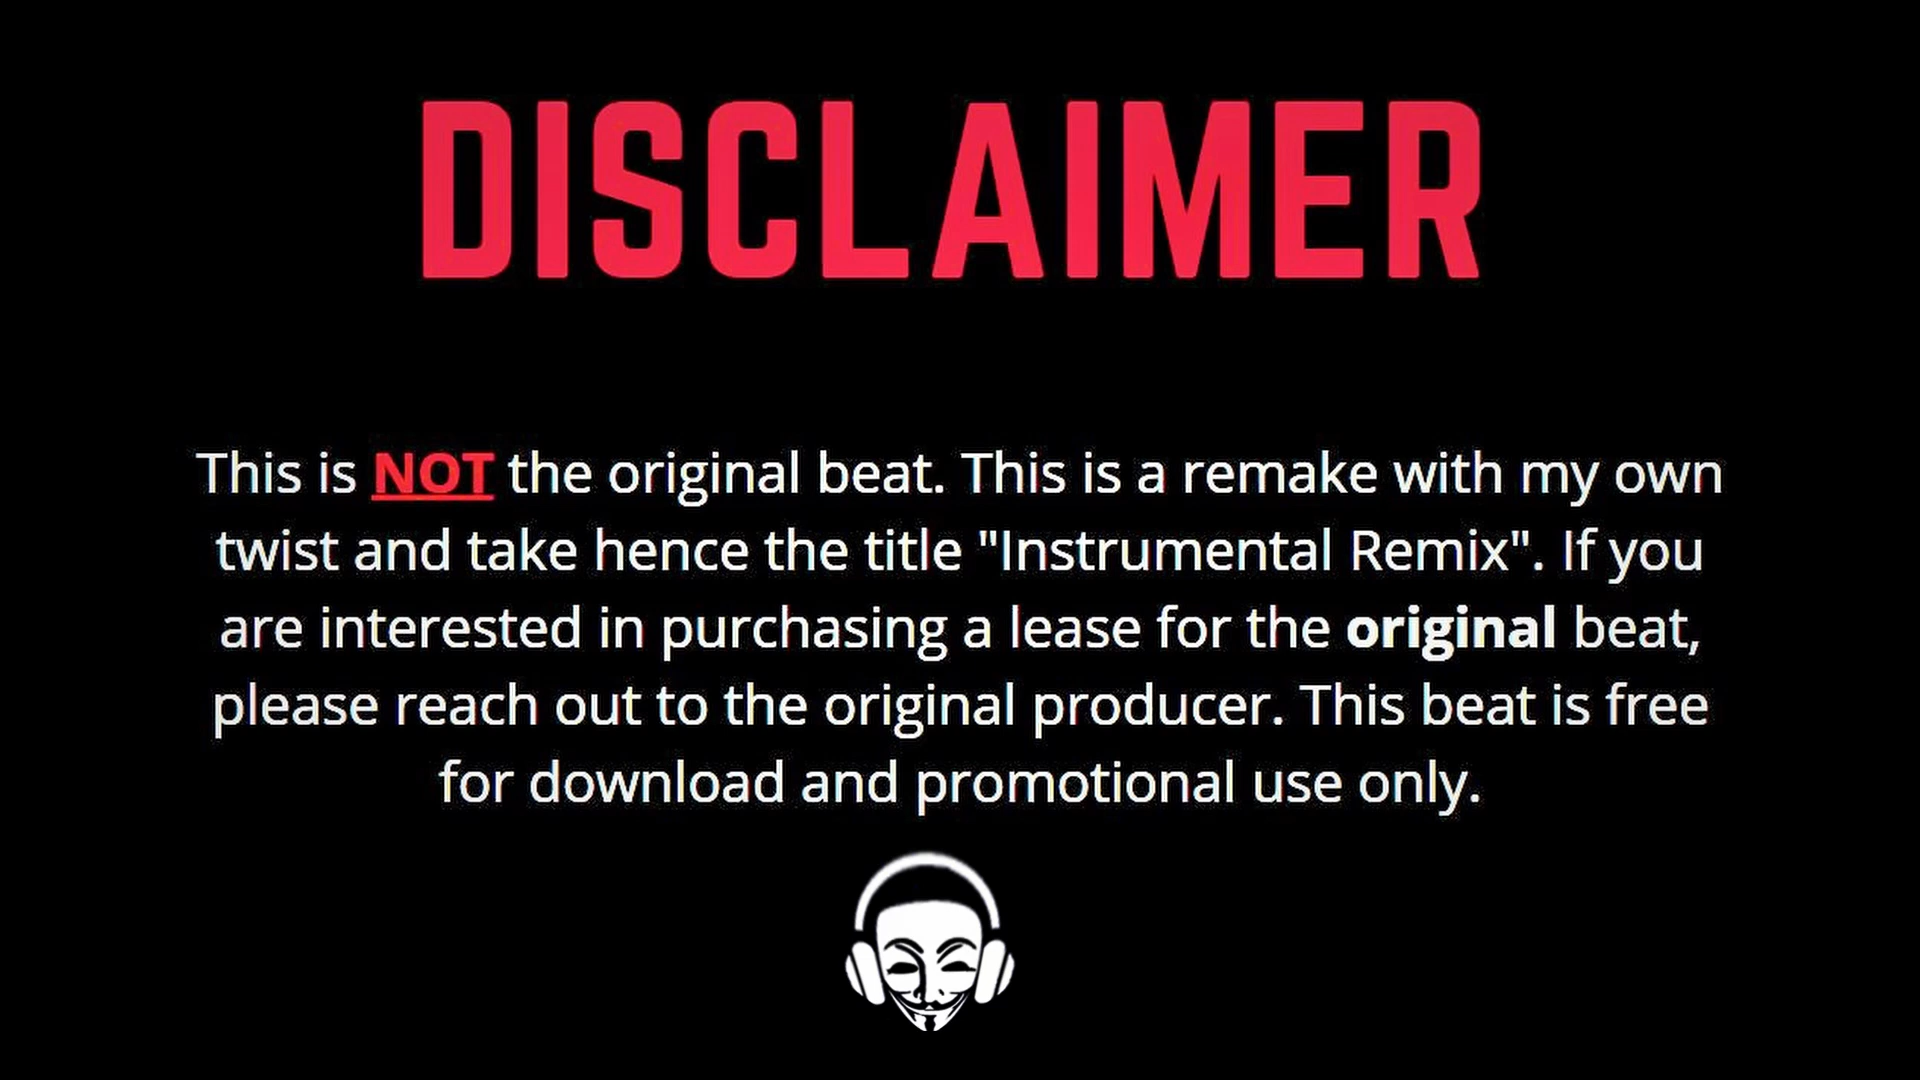 DISCLAIMER
This is NOT the original beat. This is a remake with my own
twist and take hence the title "Instrumental Remix". If you
are interested in purchasing a lease for the original beat,
please reach out to the original producer. This beat is free
for download and promotional use only.